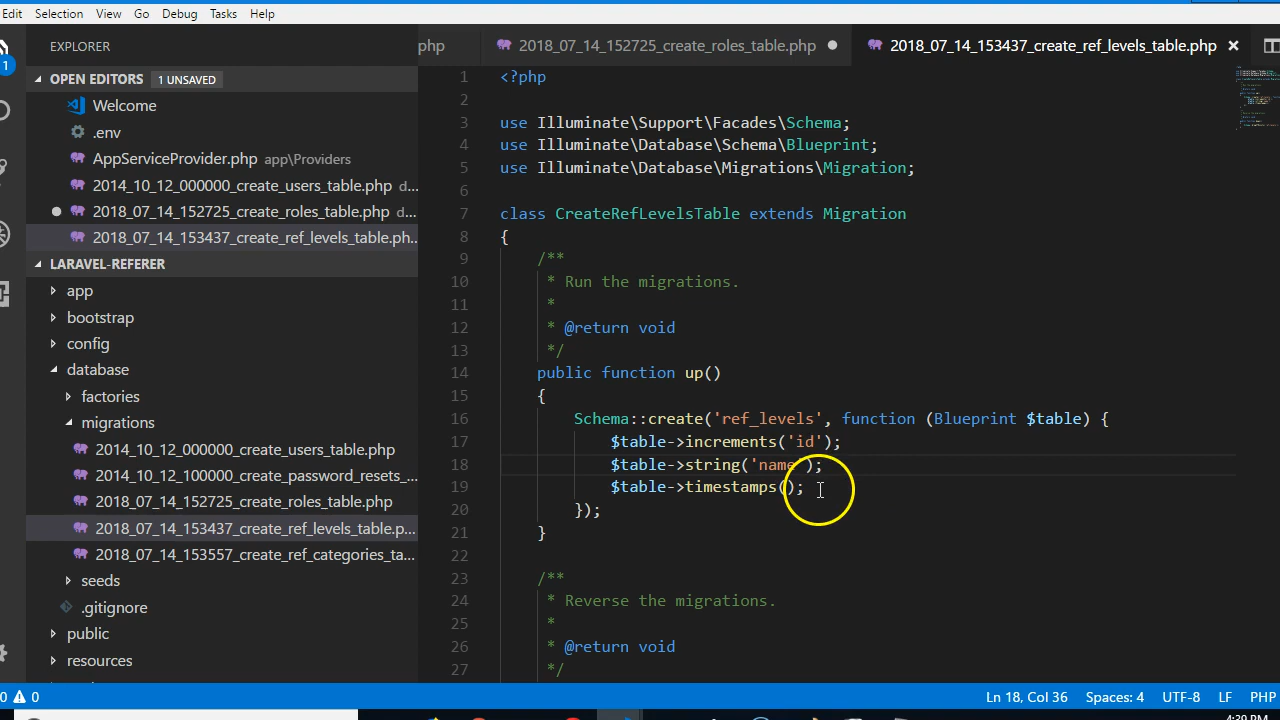 Edit Selection View Go Debug Tasks Help
EXPLORER
php 2018_07_14_152725_create_roles_table.php 2018_07_14_153437_create_ref_levels_table.php
1
OPEN EDITORS 1 UNSAVED
Welcome
.env
AppServiceProvider.php app\Providers
2014_10_12_000000_create_users_table.php d...
2018_07_14_152725_create_roles_table.php d...
2018_07_14_153437_create_ref_levels_table.ph...
LARAVEL-REFERER
app
bootstrap
config
database
factories
migrations
2014_10_12_000000_create_users_table.php
2014_10_12_100000_create_password_resets_...
2018_07_14_152725_create_roles_table.php
2018_07_14_153437_create_ref_levels_table.p...
2018_07_14_153557_create_ref_categories_ta...
seeds
.gitignore
public
resources
1 <?php
2
3 use Illuminate\Support\Facades\Schema;
4 use Illuminate\Database\Schema\Blueprint;
5 use Illuminate\Database\Migrations\Migration;
6
7 class CreateRefLevelsTable extends Migration
8 {
9 /**
10 * Run the migrations.
11 *
12 * @return void
13 */
14 public function up()
15 {
16 Schema::create('ref_levels', function (Blueprint $table) {
17 $table->increments('id');
18 $table->string('name');
19 $table->timestamps();
20 });
21 }
22
23 /**
24 * Reverse the migrations.
25 *
26 * @return void
27 */
0 0 Ln 18, Col 36 Spaces: 4 UTF-8 LF PHP